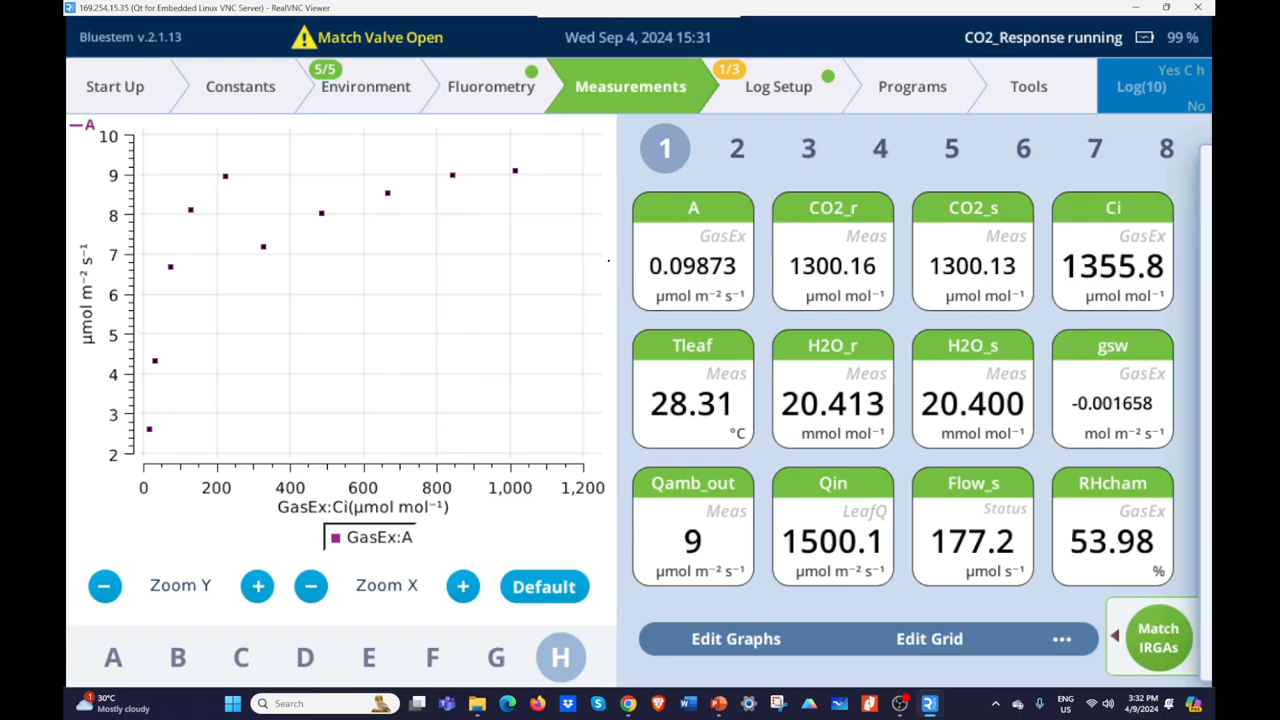 169.254.15.35 (Qt for Embedded Linux VNC Server) - RealVNC Viewer
Bluestem v.2.1.13
Match Valve Open
Wed Sep 4, 2024 15:31
CO2_Response running
99 %
Start Up
Constants
5/5
Environment
Fluorometry
Measurements
1/3
Log Setup
Programs
Tools
Yes C h
Log(10)
No
A
10
9
8
7
6
5
4
3
2
µmol m⁻² s⁻¹
0 200 400 600 800 1,000 1,200
GasEx:Ci(µmol mol⁻¹)
GasEx:A
Zoom Y
Zoom X
Default
A B C D E F G H
1 2 3 4 5 6 7 8
A CO2_r CO2_s Ci
GasEx Meas Meas GasEx
0.09873 1300.16 1300.13 1355.8
µmol m⁻² s⁻¹ µmol mol⁻¹ µmol mol⁻¹ µmol mol⁻¹
Tleaf H2O_r H2O_s gsw
Meas Meas Meas GasEx
28.31 20.413 20.400 -0.001658
°C mmol mol⁻¹ mmol mol⁻¹ mol m⁻² s⁻¹
Qamb_out Qin Flow_s RHcham
Meas LeafQ Status GasEx
9 1500.1 177.2 53.98
µmol m⁻² s⁻¹ µmol m⁻² s⁻¹ µmol s⁻¹ %
Edit Graphs
Edit Grid
Match
IRGAs
1
30°C
Mostly cloudy
Search
ENG
US
3:32 PM
4/9/2024